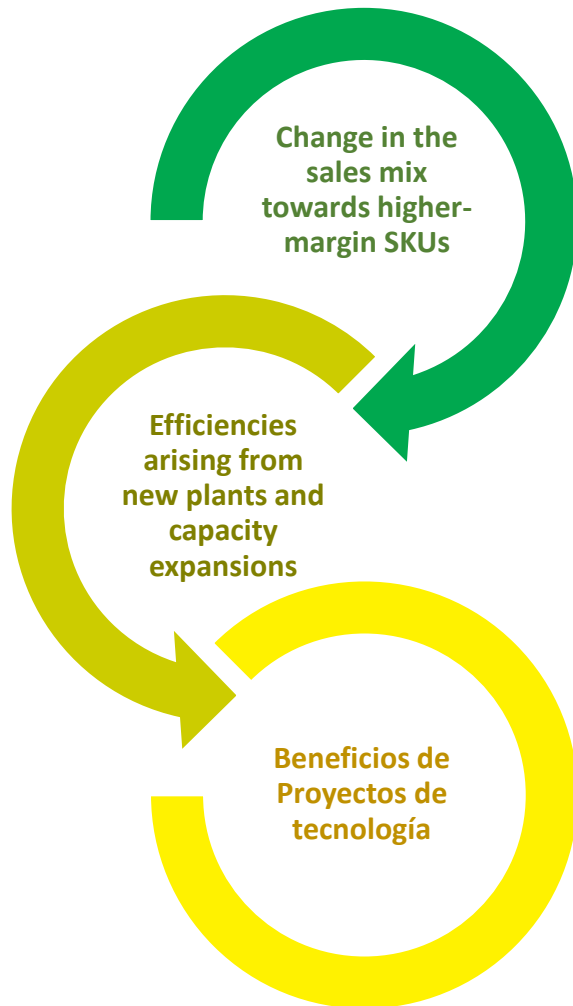 Change in the
sales mix
towards higher-
margin SKUs
Efficiencies
arising from
new plants and
capacity
expansions
Beneficios de
Proyectos de
tecnología